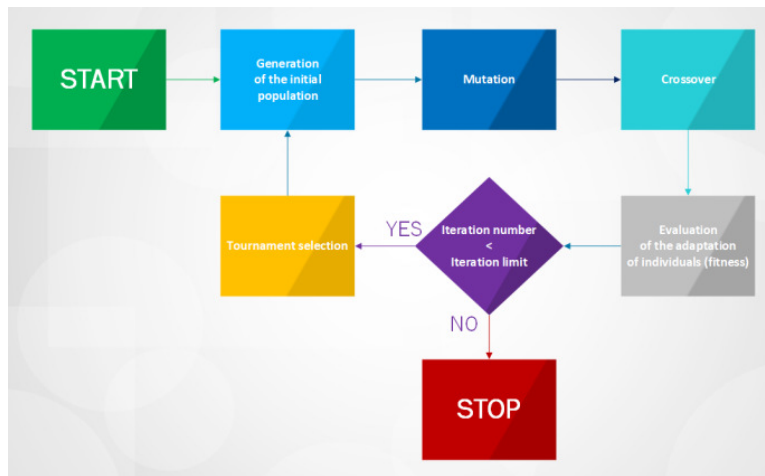 START
Generation
of the initial
population
Mutation
Crossover
Tournament selection
YES
Iteration number
<
Iteration limit
Evaluation
of the adaptation
of individuals (fitness)
NO
STOP